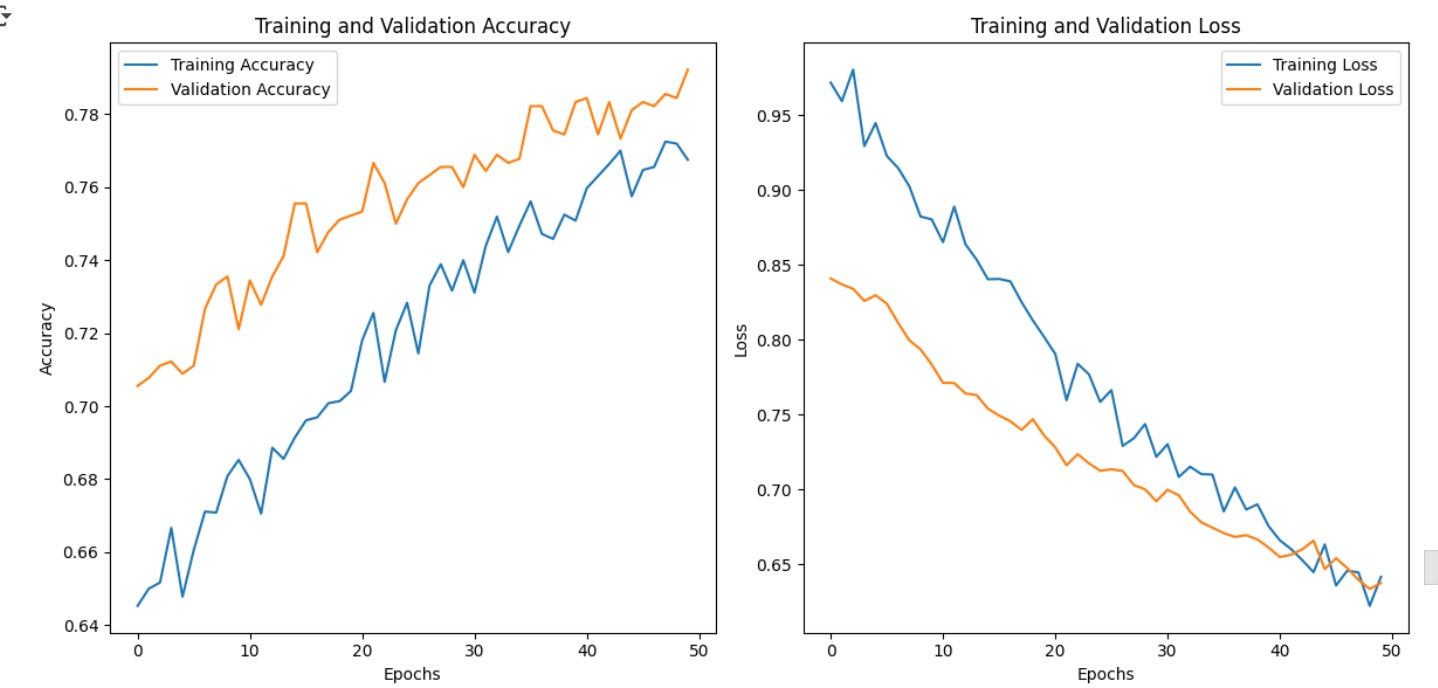 Training and Validation Accuracy
Training Accuracy
Validation Accuracy
0.78
0.76
0.74
0.72
0.70
0.68
0.66
0.64
Accuracy
0
10
20
30
40
50
Epochs
Training and Validation Loss
Training Loss
Validation Loss
0.95
0.90
0.85
0.80
0.75
0.70
0.65
Loss
0
10
20
30
40
50
Epochs